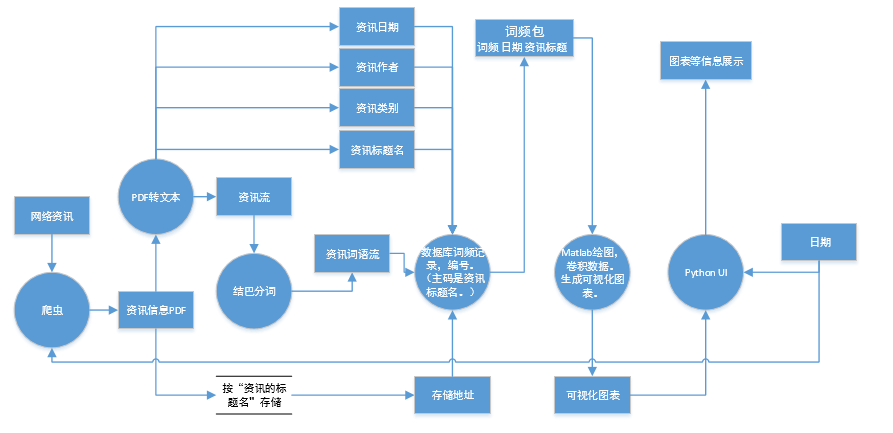 资讯日期
资讯作者
资讯类别
资讯标题名
词频包
词频 日期 资讯标题
图表等信息展示
PDF转文本
资讯流
网络资讯
爬虫
资讯信息PDF
结巴分词
资讯词语流
数据库词频记
录，编号。
（主码是资讯
标题名。）
Matlab绘图，
卷积数据。
生成可视化图
表。
Python UI
日期
按“资讯的标
题名”存储
存储地址
可视化图表